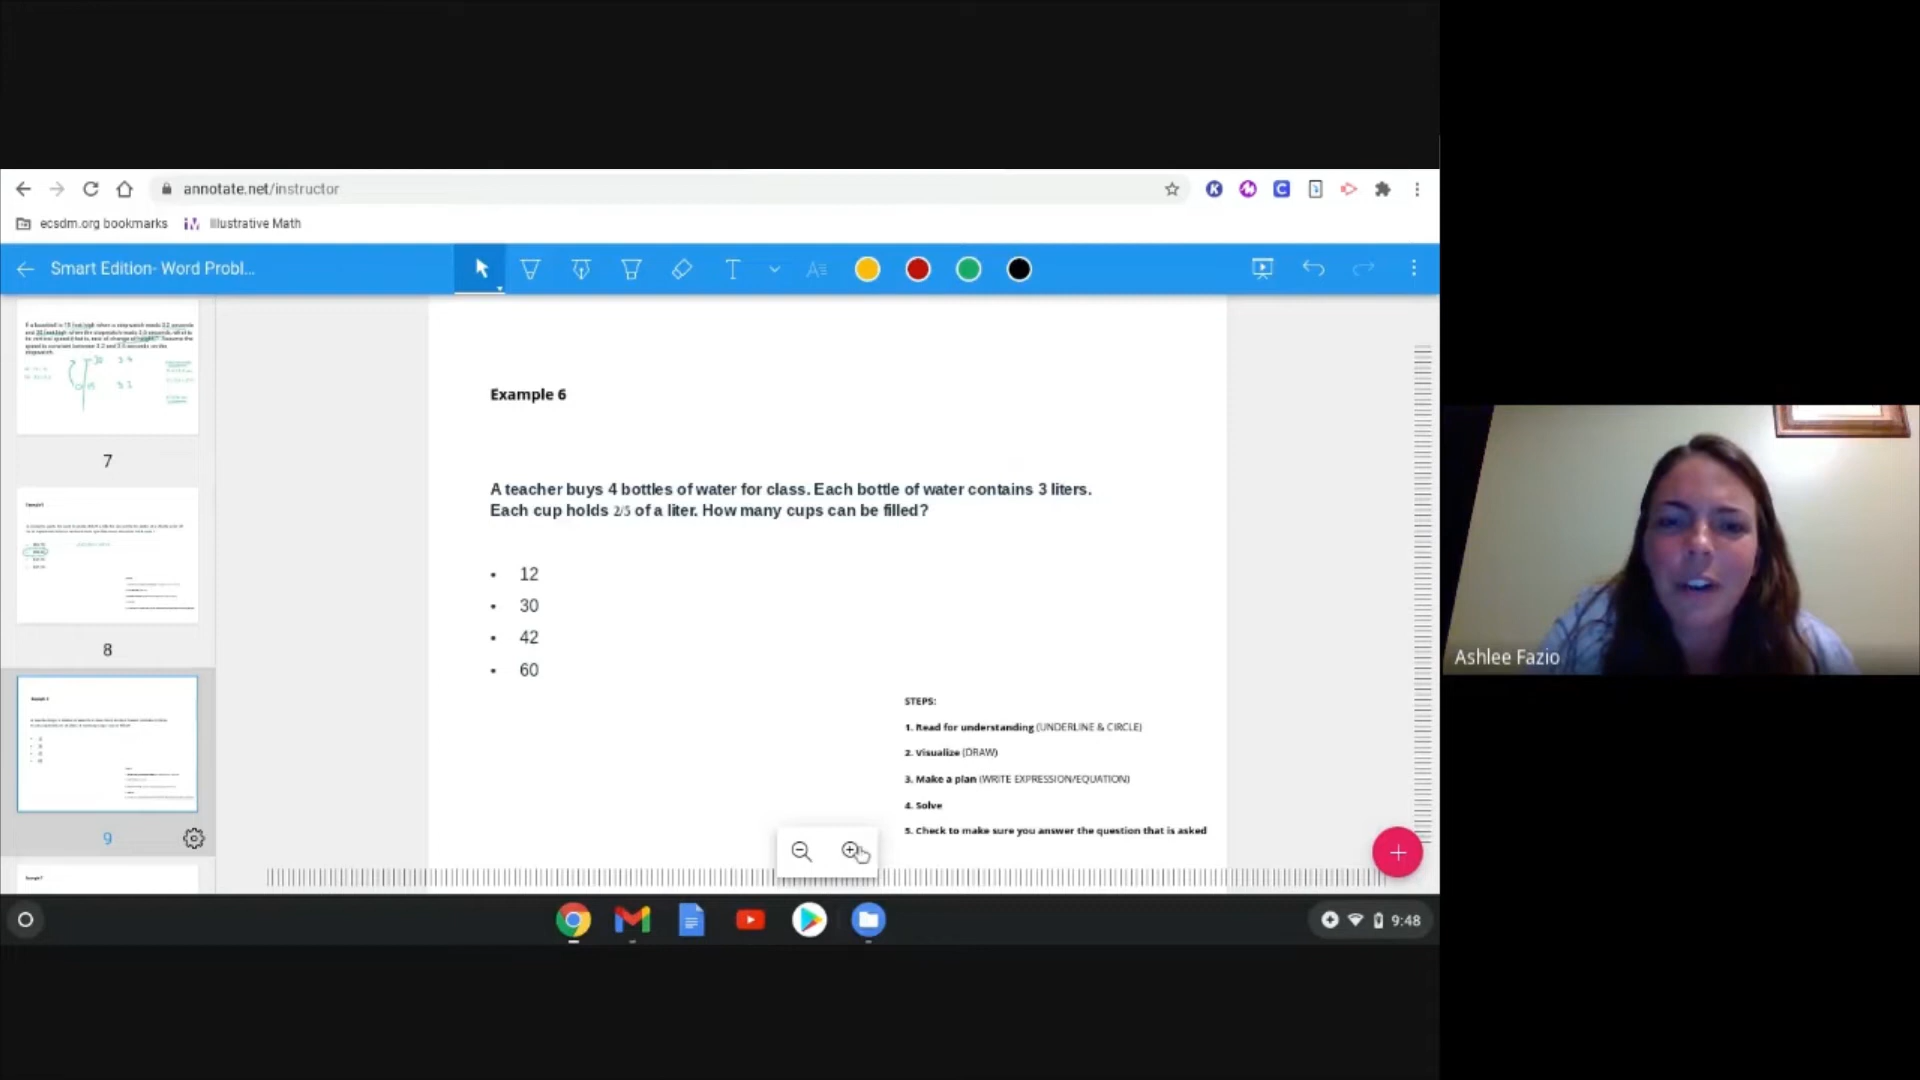 annotate.net/instructor
ecsdm.org bookmarks
Illustrative Math
Smart Edition- Word Probl...
7
8
9
Example 6
A teacher buys 4 bottles of water for class. Each bottle of water contains 3 liters.
Each cup holds 2/5 of a liter. How many cups can be filled?
• 12
• 30
• 42
• 60
STEPS:
1. Read for understanding (UNDERLINE & CIRCLE)
2. Visualize (DRAW)
3. Make a plan (WRITE EXPRESSION/EQUATION)
4. Solve
5. Check to make sure you answer the question that is asked
9:48
Ashlee Fazio